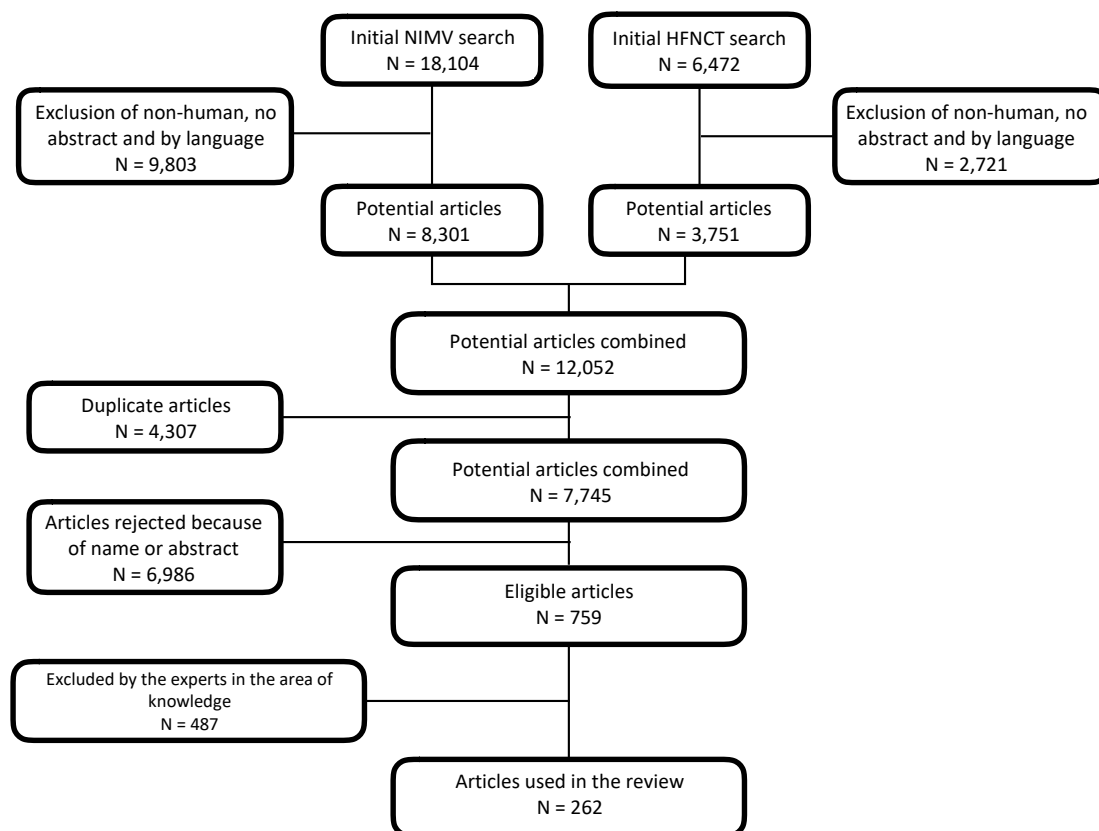 Initial NIMV search
N = 18,104
Initial HFNCT search
N = 6,472
Exclusion of non-human, no
abstract and by language
N = 9,803
Exclusion of non-human, no
abstract and by language
N = 2,721
Potential articles
N = 8,301
Potential articles
N = 3,751
Potential articles combined
N = 12,052
Duplicate articles
N = 4,307
Potential articles combined
N = 7,745
Articles rejected because
of name or abstract
N = 6,986
Eligible articles
N = 759
Excluded by the experts in the area of
knowledge
N = 487
Articles used in the review
N = 262